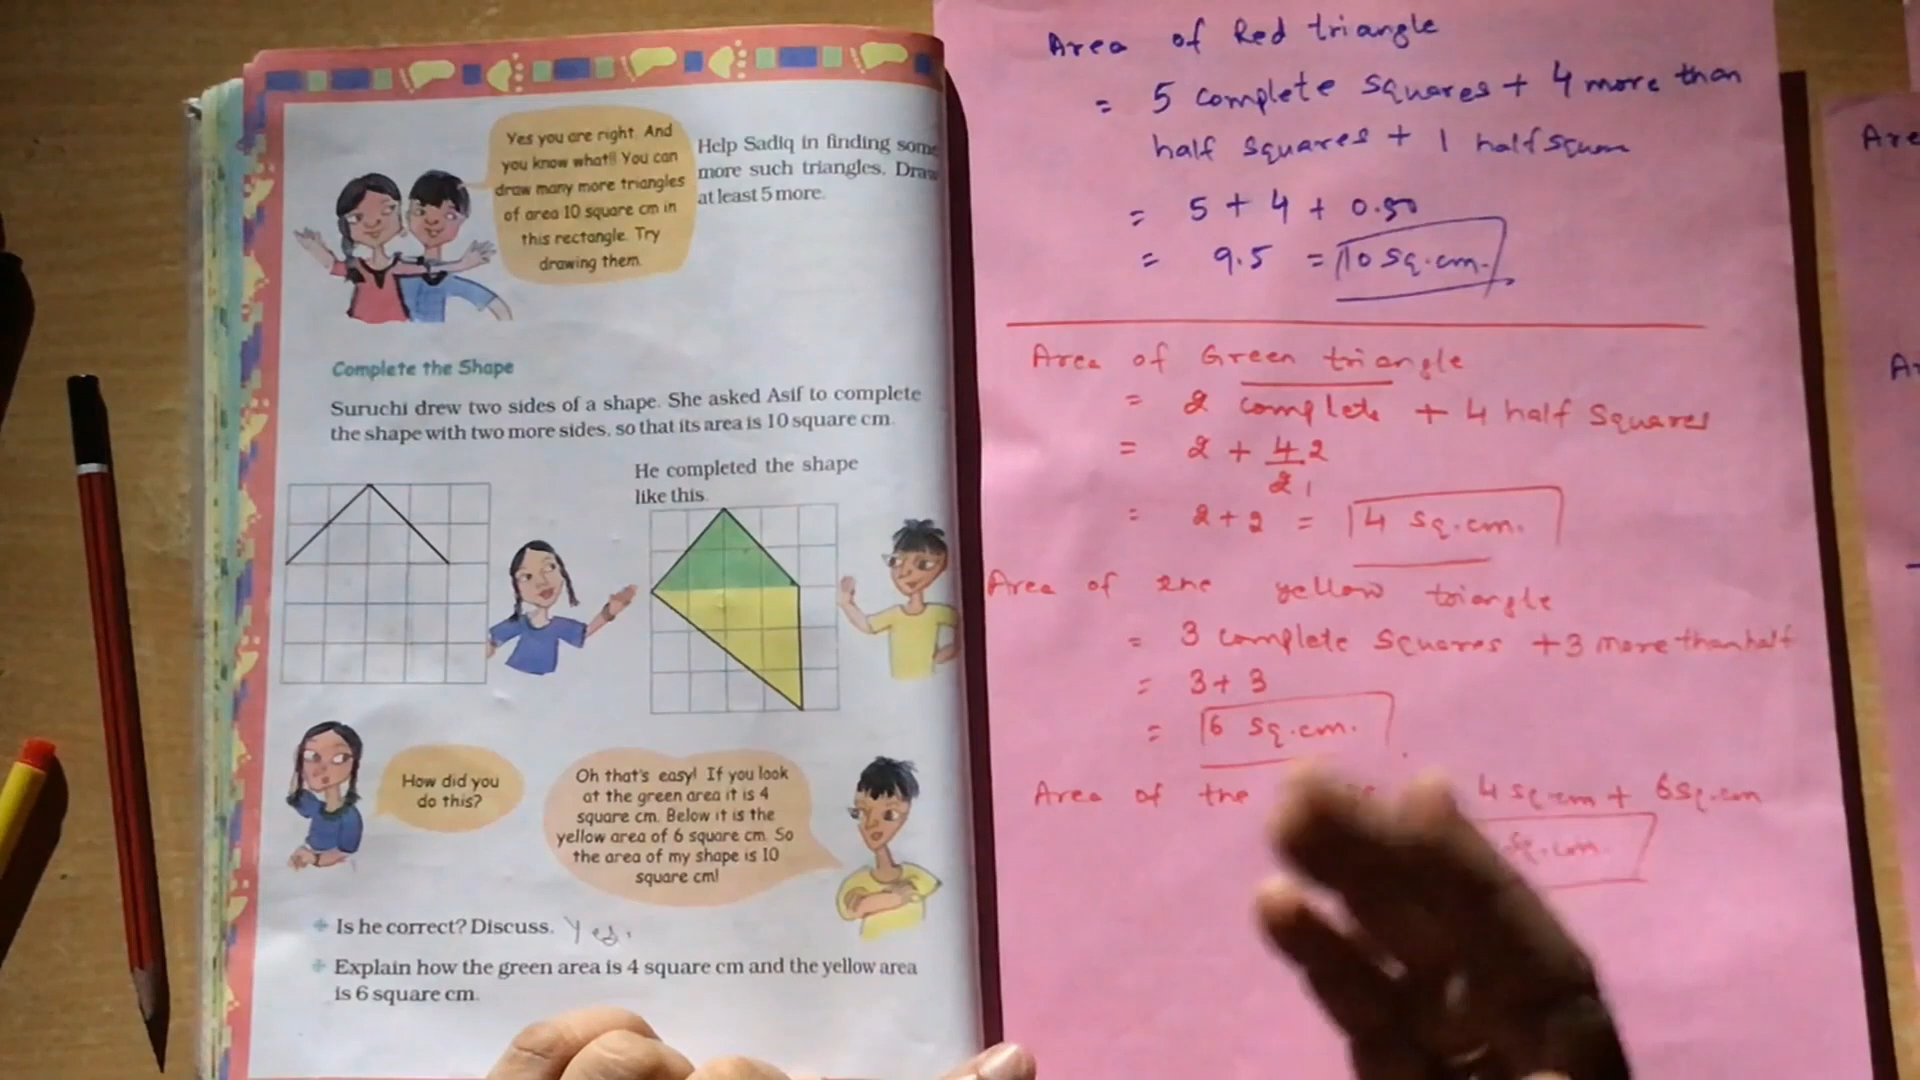 Yes you are right. And
you know what!! You can
draw many more triangles
of area 10 square cm in
this rectangle. Try
drawing them.
Help Sadiq in finding some
more such triangles. Draw
at least 5 more.
Complete the Shape
Suruchi drew two sides of a shape. She asked Asif to complete
the shape with two more sides, so that its area is 10 square cm.
He completed the shape
like this.
How did you
do this?
Oh that's easy! If you look
at the green area it is 4
square cm. Below it is the
yellow area of 6 square cm. So
the area of my shape is 10
square cm!
Is he correct? Discuss. Yes.
Explain how the green area is 4 square cm and the yellow area
is 6 square cm.
Area of Red triangle
= 5 complete squares + 4 more than
half squares + 1 half square
= 5 + 4 + 0.50
= 9.5 = 10 sq.cm.
Area of Green triangle
= 2 complete + 4 half squares
= 2 + 4/2 2 1
= 2 + 2 = 4 sq.cm.
Area of the yellow triangle
= 3 complete squares + 3 more than half
= 3 + 3
= 6 sq.cm.
Area of the 4 sq cm + 6 sq.cm
sq.cm.
Are